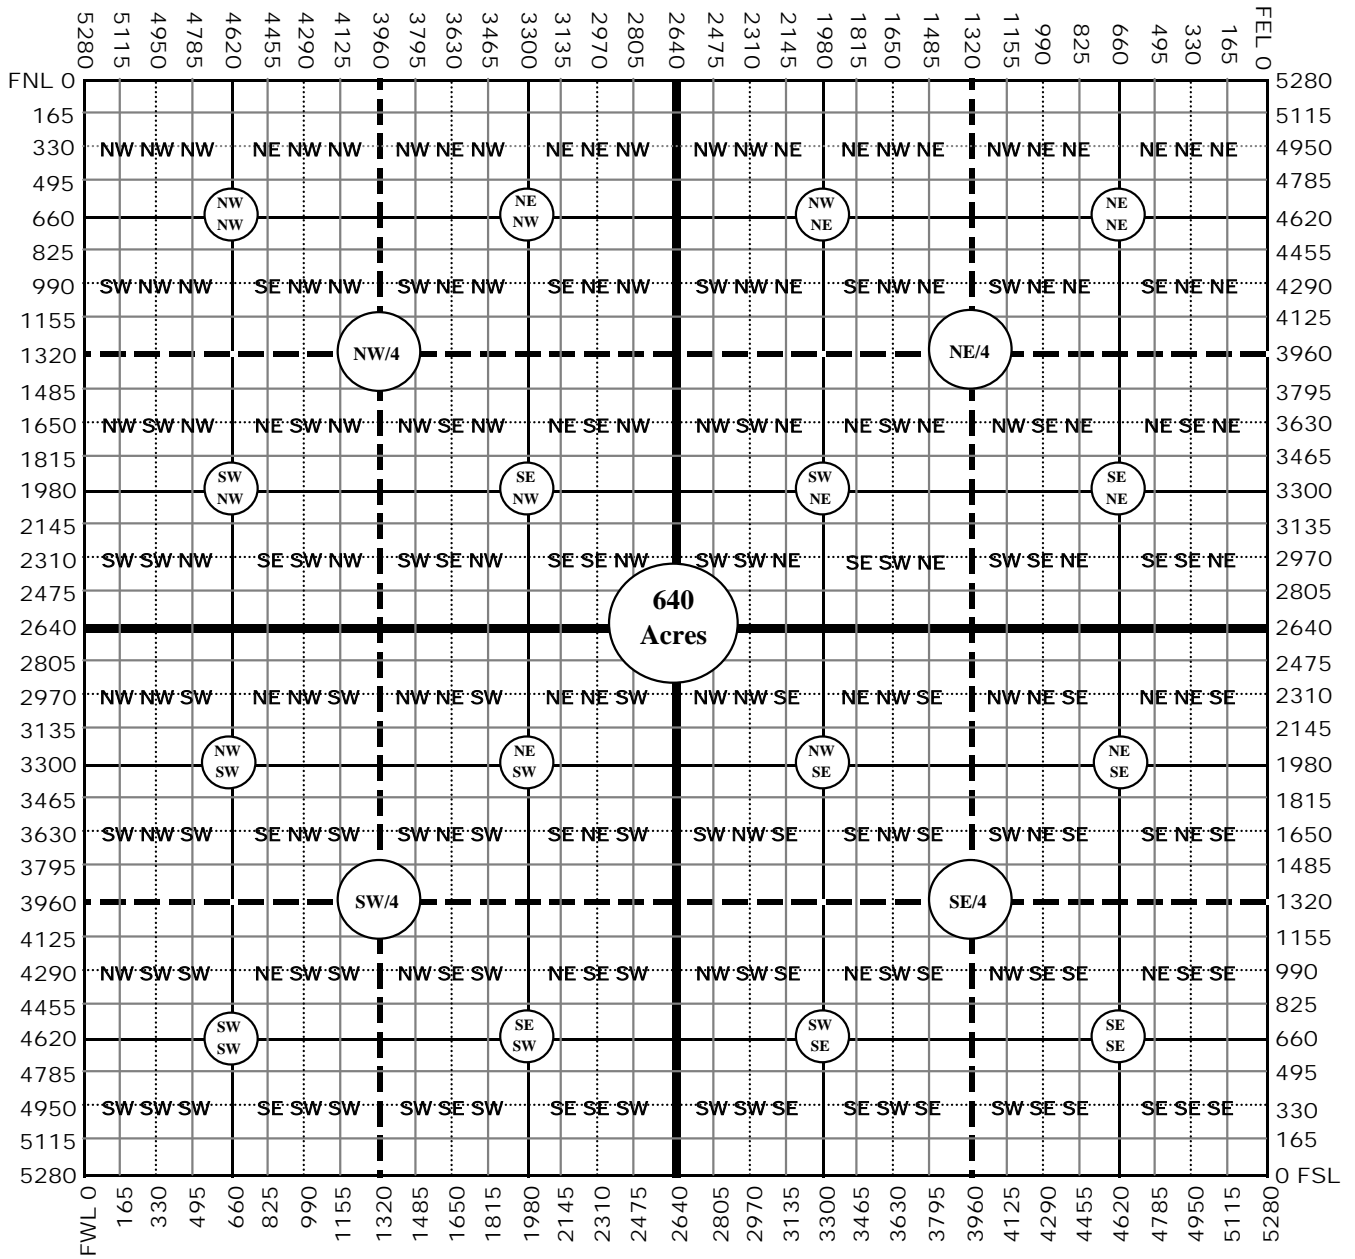 5280 5115 4950 4785 4620 4455 4290 4125 3960 3795 3630 3465 3300 3135 2970 2805 2640 2475 2310 2145 1980 1815 1650 1485 1320 1155 990 825 660 495 330 165 FEL 0
FNL 0 5280
165 5115
330 NW NW NW NE NW NW NW NE NW NE NE NW NW NW NE NE NW NE NW NE NE NE NE NE 4950
495 4785
NW NE NW NE
660 NW NW NE NE 4620
825 4455
990 SW NW NW SE NW NW SW NE NW SE NE NW SW NW NE SE NW NE SW NE NE SE NE NE 4290
1155 4125
1320 NW/4 NE/4 3960
1485 3795
1650 NW SW NW NE SW NW NW SE NW NE SE NW NW SW NE NE SW NE NW SE NE NE SE NE 3630
1815 3465
SW SE SW SE
1980 NW NW NE NE 3300
2145 3135
2310 SW SW NW SE SW NW SW SE NW SE SE NW SW SW NE SE SW NE SW SE NE SE SE NE 2970
2475 640 2805
2640 Acres 2640
2805 2475
2970 NW NW SW NE NW SW NW NE SW NE NE SW NW NW SE NE NW SE NW NE SE NE NE SE 2310
3135 2145
NW NE NW NE
3300 SW SW SE SE 1980
3465 1815
3630 SW NW SW SE NW SW SW NE SW SE NE SW SW NW SE SE NW SE SW NE SE SE NE SE 1650
3795 1485
3960 SW/4 SE/4 1320
4125 1155
4290 NW SW SW NE SW SW NW SE SW NE SE SW NW SW SE NE SW SE NW SE SE NE SE SE 990
4455 825
SW SE SW SE
4620 SW SW SE SE 660
4785 495
4950 SW SW SW SE SW SW SW SE SW SE SE SW SW SW SE SE SW SE SW SE SE SE SE SE 330
5115 165
5280 0 FSL
FWL 0 165 330 495 660 825 990 1155 1320 1485 1650 1815 1980 2145 2310 2475 2640 2805 2970 3135 3300 3465 3630 3795 3960 4125 4290 4455 4620 4785 4950 5115 5280